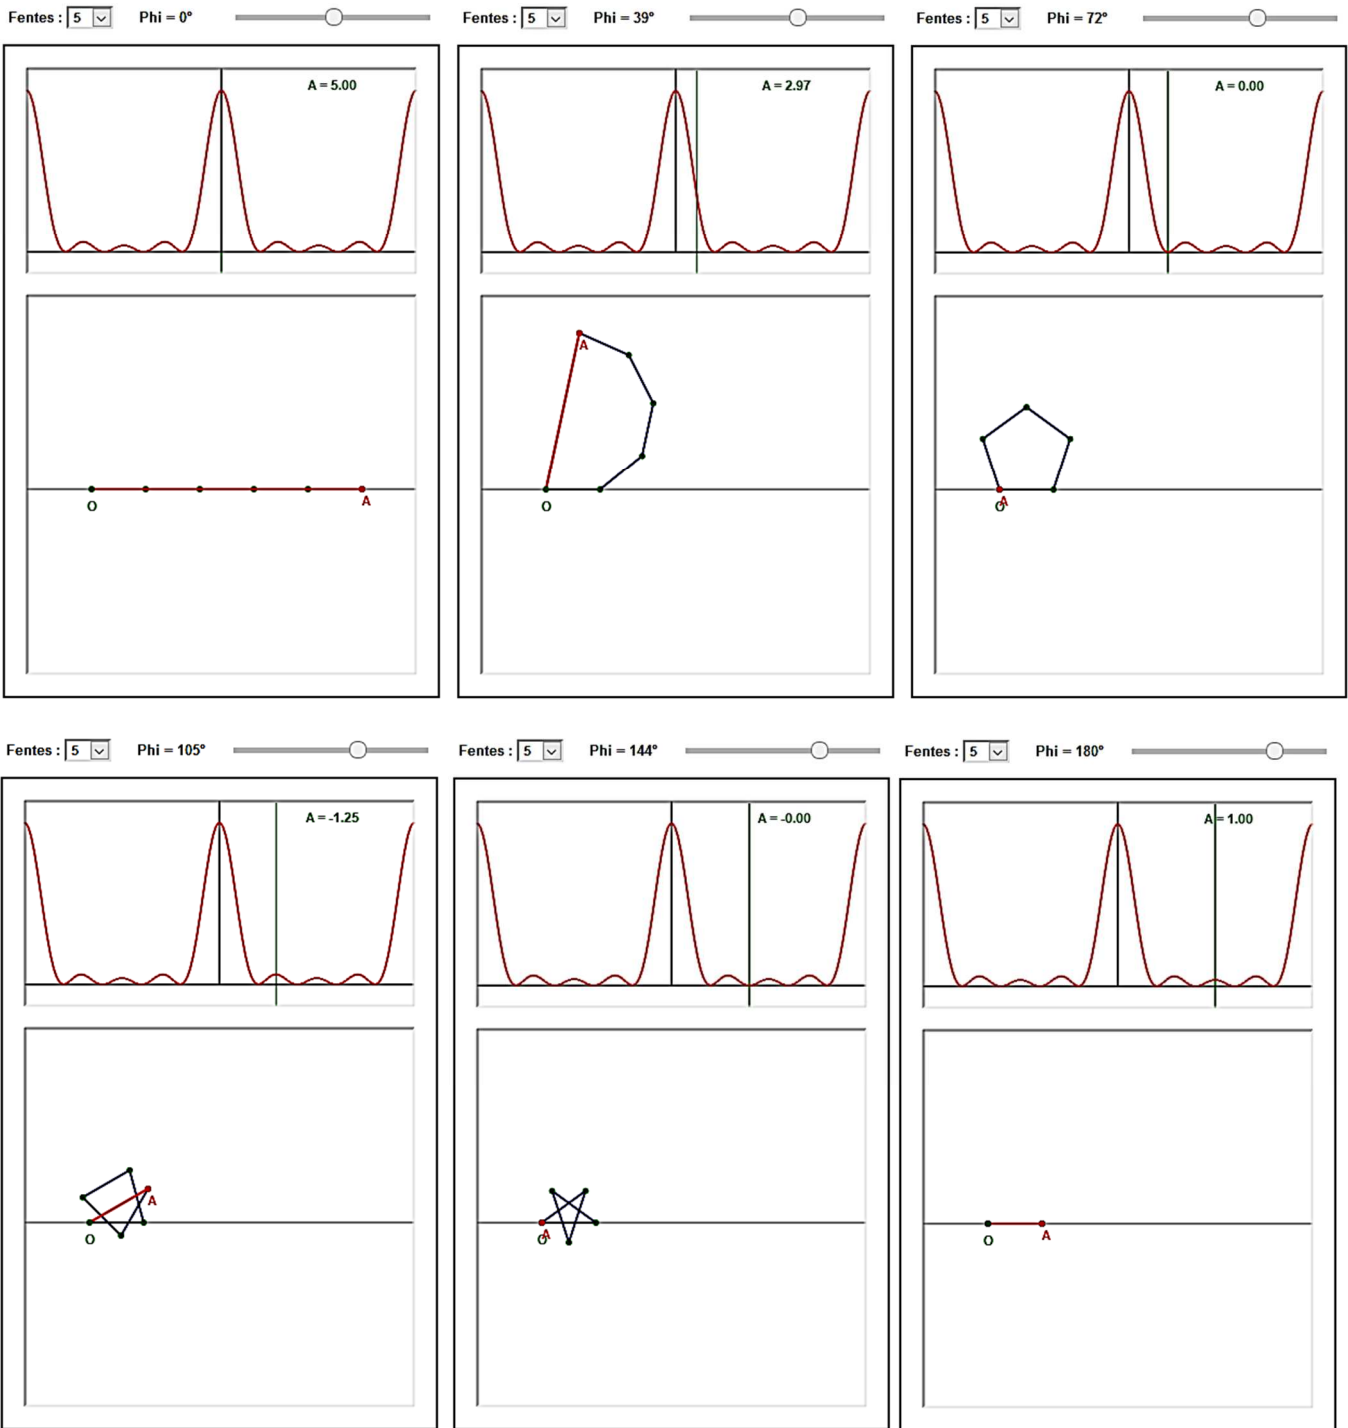 Fentes : 5 Phi = 0° Fentes : 5 Phi = 39° Fentes : 5 Phi = 72°
A = 5.00 A = 2.97 A = 0.00
A
O A O O A
Fentes : 5 Phi = 105° Fentes : 5 Phi = 144° Fentes : 5 Phi = 180°
A = -1.25 A = -0.00 A = 1.00
A
O O A O A